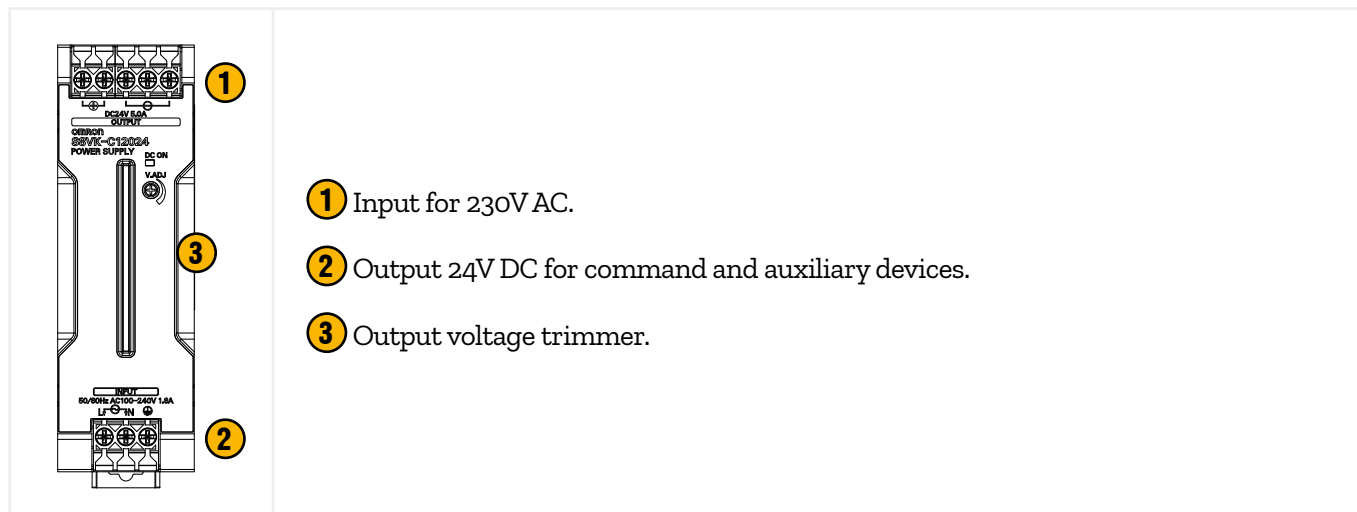 1
DC24V 5.0A
OUTPUT
omron
S8VK-C12024
POWER SUPPLY
DC ON
V.ADJ
3
INPUT
50/60Hz AC100-240V 1.6A
L N
2
1 Input for 230V AC.
2 Output 24V DC for command and auxiliary devices.
3 Output voltage trimmer.